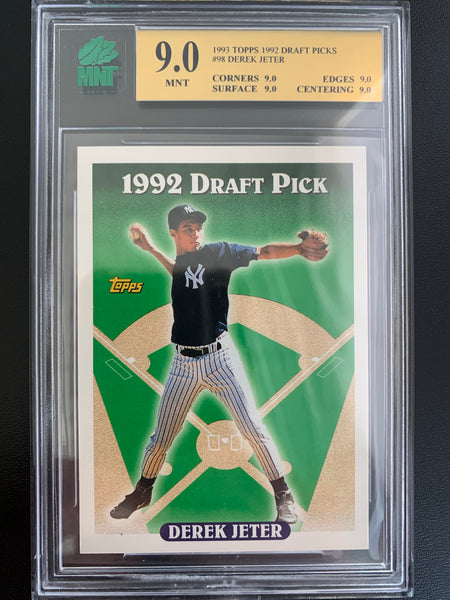 MNT
9.0
MNT
1993 TOPPS 1992 DRAFT PICKS
#98 DEREK JETER
CORNERS 9.0 EDGES 9.0
SURFACE 9.0 CENTERING 9.0
1992 DRAFT PICK
NY
Topps
DEREK JETER